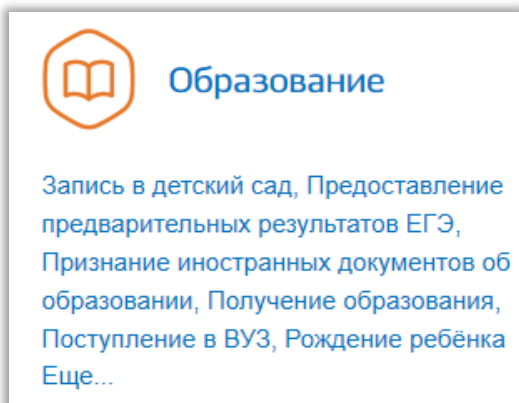 Образование
Запись в детский сад, Предоставление
предварительных результатов ЕГЭ,
Признание иностранных документов об
образовании, Получение образования,
Поступление в ВУЗ, Рождение ребёнка
Еще...